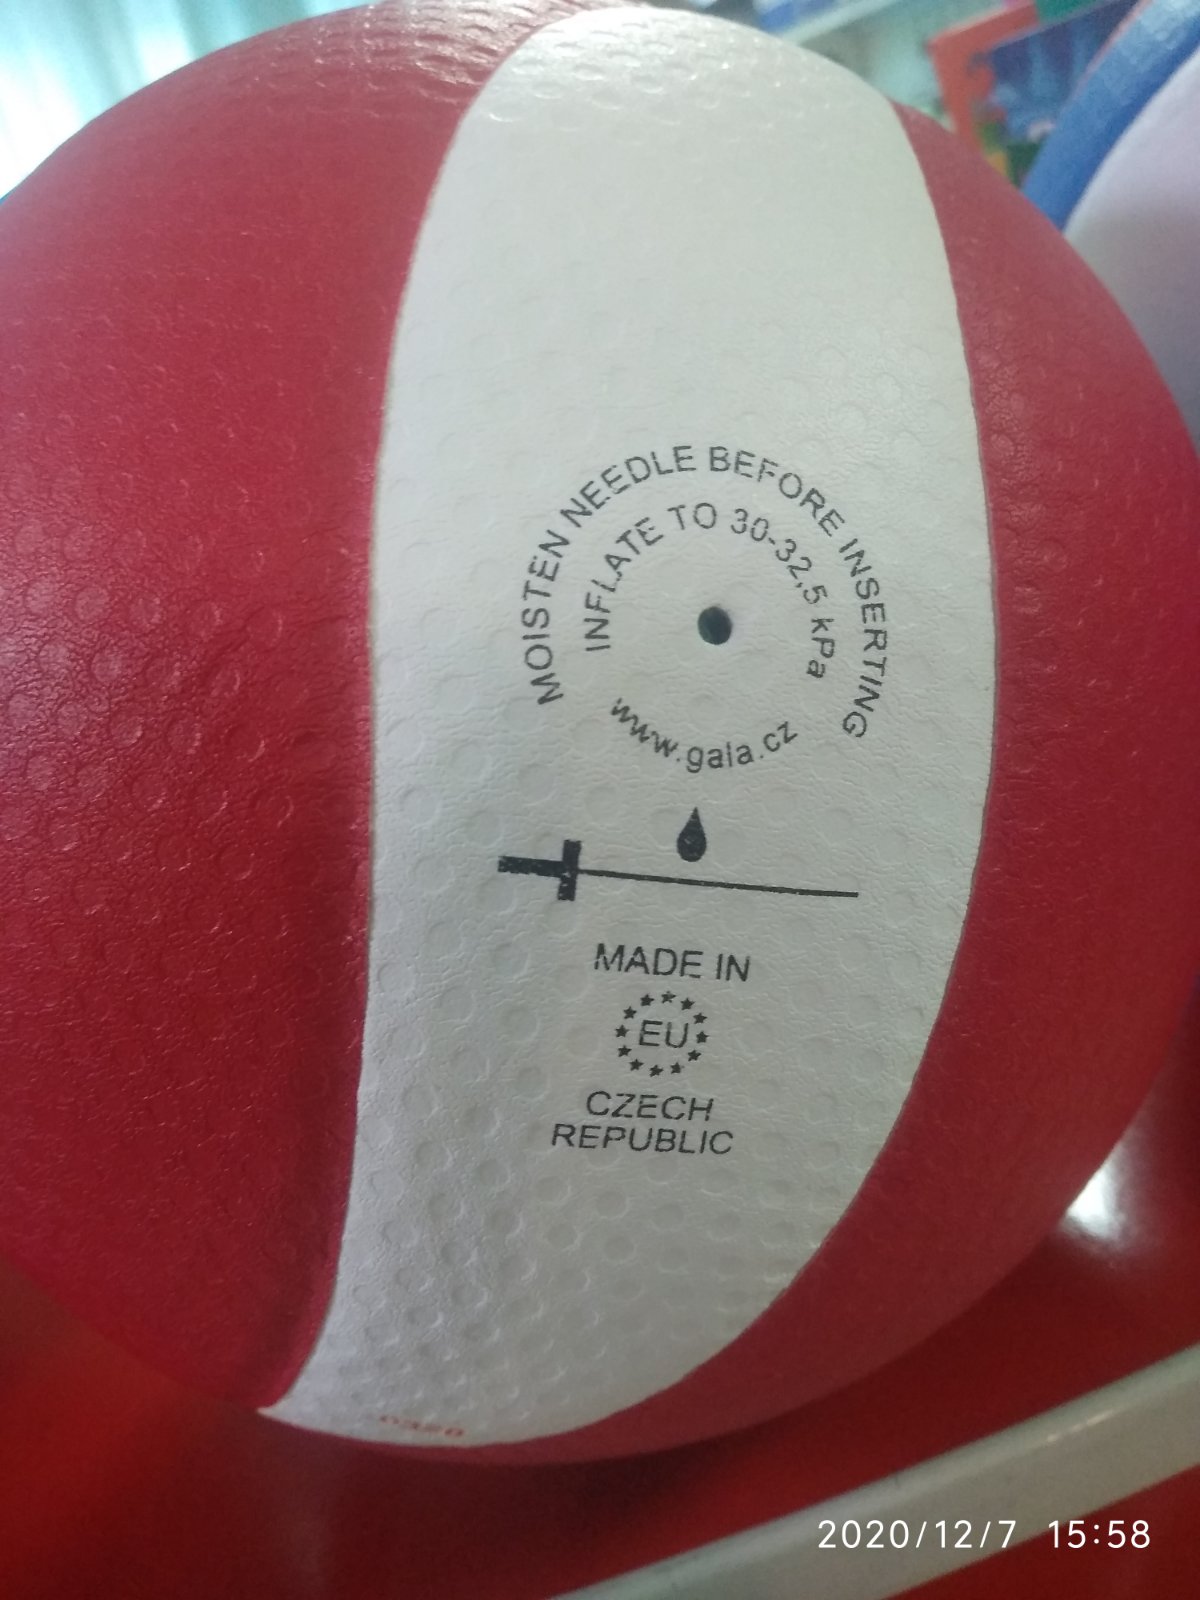 MOISTEN NEEDLE BEFORE INSERTING
INFLATE TO 30-32,5 kPa
www.gala.cz
MADE IN
EU
CZECH
REPUBLIC
2020/12/7 15:58